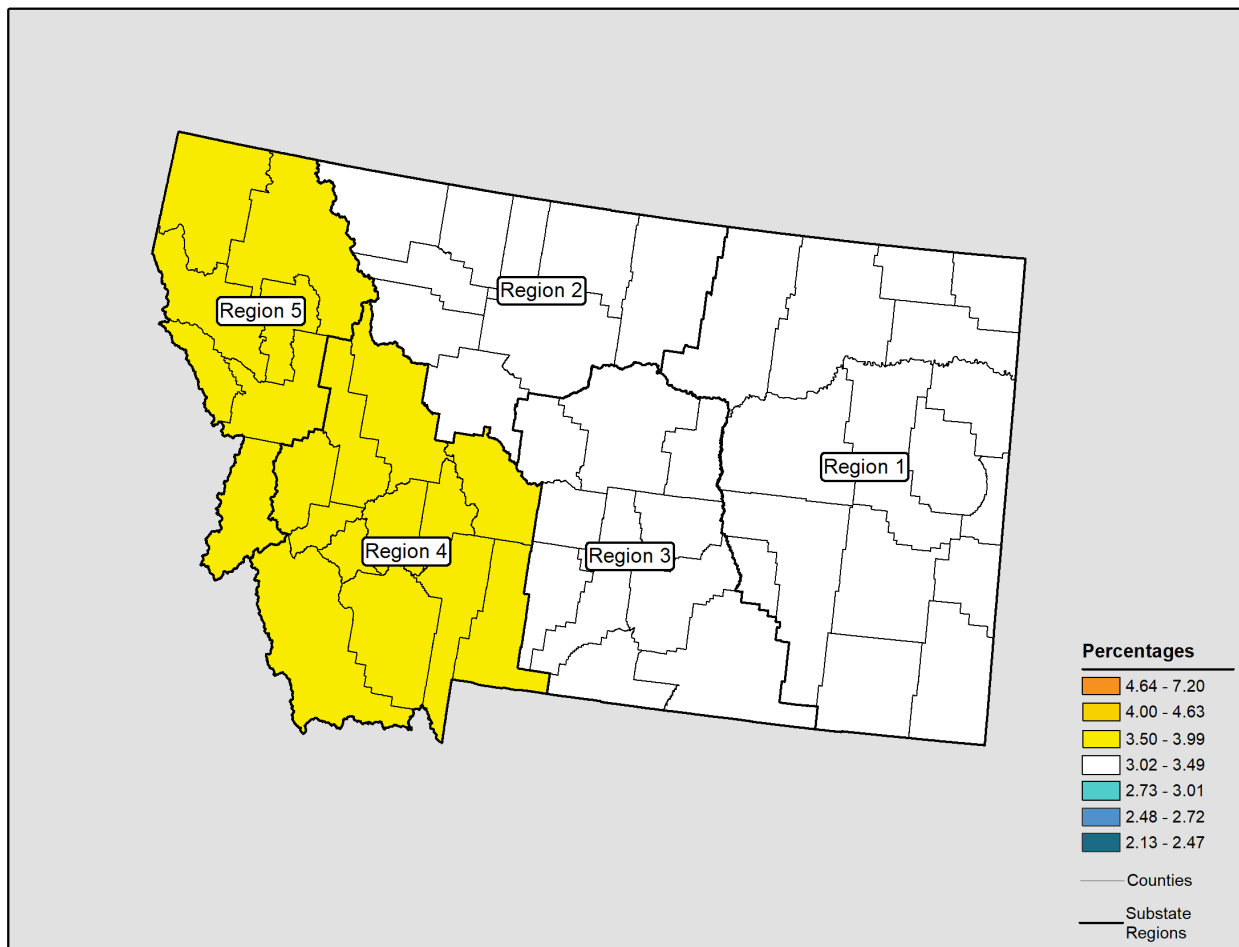 Region 2
Region 5
Region 1
Region 4
Region 3
Percentages
4.64 - 7.20
4.00 - 4.63
3.50 - 3.99
3.02 - 3.49
2.73 - 3.01
2.48 - 2.72
2.13 - 2.47
Counties
Substate
Regions